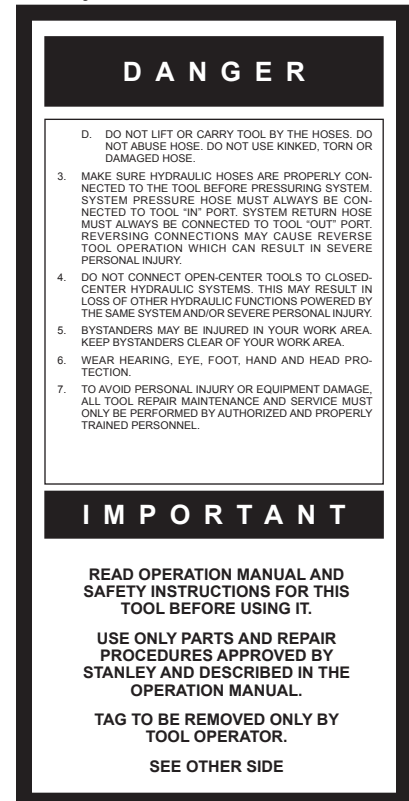 DANGER
D. DO NOT LIFT OR CARRY TOOL BY THE HOSES. DO
NOT ABUSE HOSE. DO NOT USE KINKED, TORN OR
DAMAGED HOSE.
3. MAKE SURE HYDRAULIC HOSES ARE PROPERLY CON-
NECTED TO THE TOOL BEFORE PRESSURING SYSTEM.
SYSTEM PRESSURE HOSE MUST ALWAYS BE CON-
NECTED TO TOOL “IN” PORT. SYSTEM RETURN HOSE
MUST ALWAYS BE CONNECTED TO TOOL “OUT” PORT.
REVERSING CONNECTIONS MAY CAUSE REVERSE
TOOL OPERATION WHICH CAN RESULT IN SEVERE
PERSONAL INJURY.
4. DO NOT CONNECT OPEN-CENTER TOOLS TO CLOSED-
CENTER HYDRAULIC SYSTEMS. THIS MAY RESULT IN
LOSS OF OTHER HYDRAULIC FUNCTIONS POWERED BY
THE SAME SYSTEM AND/OR SEVERE PERSONAL INJURY.
5. BYSTANDERS MAY BE INJURED IN YOUR WORK AREA.
KEEP BYSTANDERS CLEAR OF YOUR WORK AREA.
6. WEAR HEARING, EYE, FOOT, HAND AND HEAD PRO-
TECTION.
7. TO AVOID PERSONAL INJURY OR EQUIPMENT DAMAGE,
ALL TOOL REPAIR MAINTENANCE AND SERVICE MUST
ONLY BE PERFORMED BY AUTHORIZED AND PROPERLY
TRAINED PERSONNEL.
IMPORTANT
READ OPERATION MANUAL AND
SAFETY INSTRUCTIONS FOR THIS
TOOL BEFORE USING IT.
USE ONLY PARTS AND REPAIR
PROCEDURES APPROVED BY
STANLEY AND DESCRIBED IN THE
OPERATION MANUAL.
TAG TO BE REMOVED ONLY BY
TOOL OPERATOR.
SEE OTHER SIDE